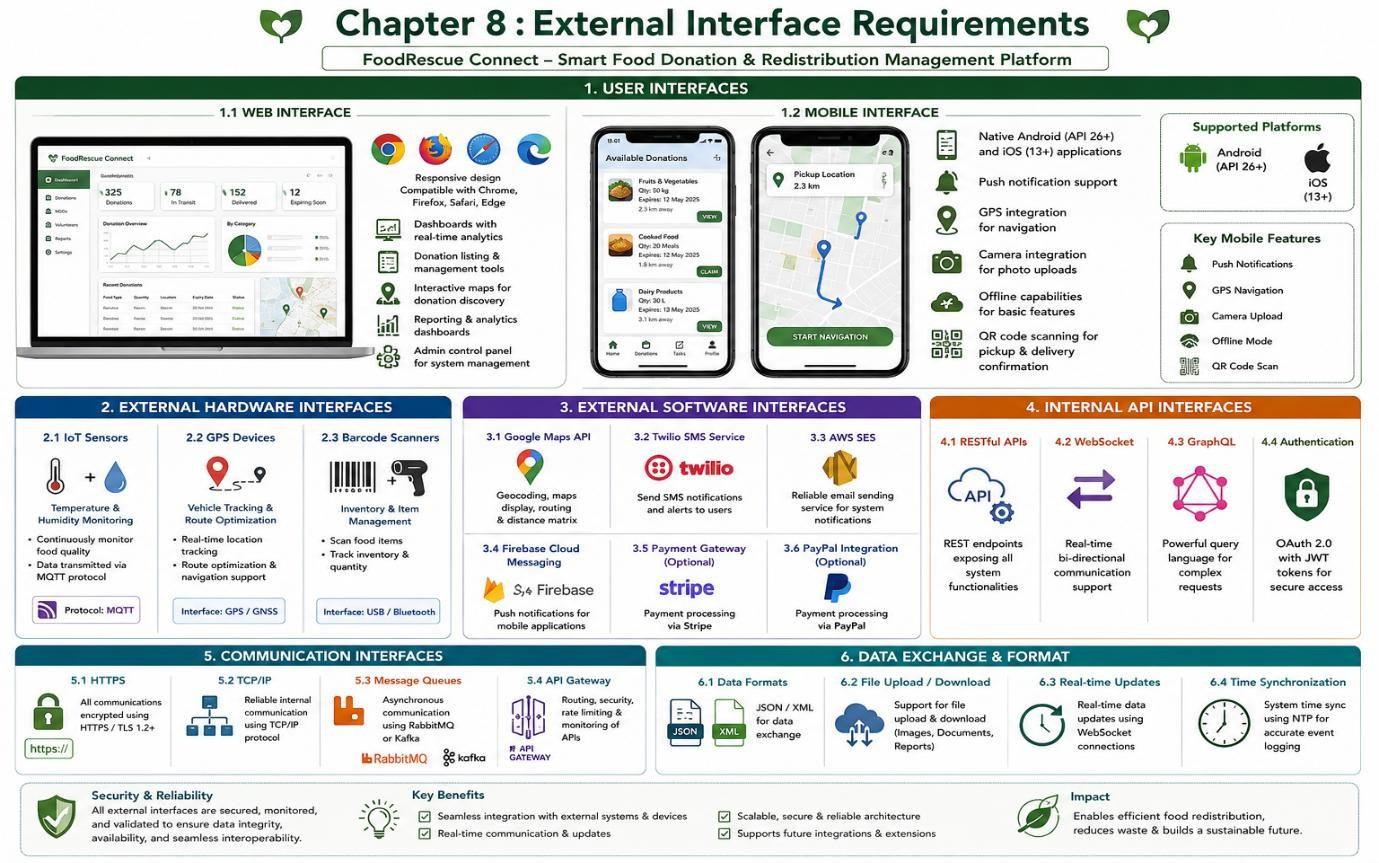 Chapter 8 : External Interface Requirements
FoodRescue Connect – Smart Food Donation & Redistribution Management Platform
1. USER INTERFACES
1.1 WEB INTERFACE
FoodRescue Connect
Dashboard
Donations
NGOs
Volunteers
Reports
Settings
325
Donations
78
In Transit
152
Delivered
12
Expiring Soon
Donation Overview
By Category
Recent Donations
Food Type Quantity Location Expiry Date Status
Responsive design
Compatible with Chrome,
Firefox, Safari, Edge
Dashboards with
real-time analytics
Donation listing &
management tools
Interactive maps for
donation discovery
Reporting & analytics
dashboards
Admin control panel
for system management
1.2 MOBILE INTERFACE
Available Donations
Fruits & Vegetables
Qty: 50 kg
Expires: 12 May 2025
2.3 km away
VIEW
Cooked Food
Qty: 20 Meals
Expires: 12 May 2025
1.8 km away
CLAIM
Dairy Products
Qty: 30 L
Expires: 13 May 2025
3.1 km away
VIEW
Home Donations Tasks Profile
Pickup Location
2.3 km
START NAVIGATION
Native Android (API 26+)
and iOS (13+) applications
Push notification support
GPS integration
for navigation
Camera integration
for photo uploads
Offline capabilities
for basic features
QR code scanning for
pickup & delivery
confirmation
Supported Platforms
Android
(API 26+)
iOS
(13+)
Key Mobile Features
Push Notifications
GPS Navigation
Camera Upload
Offline Mode
QR Code Scan
2. EXTERNAL HARDWARE INTERFACES
2.1 IoT Sensors
+
Temperature &
Humidity Monitoring
• Continuously monitor
food quality
• Data transmitted via
MQTT protocol
Protocol: MQTT
2.2 GPS Devices
Vehicle Tracking &
Route Optimization
• Real-time location
tracking
• Route optimization &
navigation support
Interface: GPS / GNSS
2.3 Barcode Scanners
+
Inventory & Item
Management
• Scan food items
• Track inventory &
quantity
Interface: USB / Bluetooth
3. EXTERNAL SOFTWARE INTERFACES
3.1 Google Maps API
Geocoding, maps
display, routing
& distance matrix
3.2 Twilio SMS Service
twilio
Send SMS notifications
and alerts to users
3.3 AWS SES
Reliable email sending
service for system
notifications
3.4 Firebase Cloud
Messaging
Firebase
Push notifications for
mobile applications
3.5 Payment Gateway
(Optional)
stripe
Payment processing
via Stripe
3.6 PayPal Integration
(Optional)
Payment processing
via PayPal
4. INTERNAL API INTERFACES
4.1 RESTful APIs
API
REST endpoints
exposing all
system
functionalities
4.2 WebSocket
Real-time
bi-directional
communication
support
4.3 GraphQL
Powerful query
language for
complex
requests
4.4 Authentication
OAuth 2.0
with JWT
tokens for
secure access
5. COMMUNICATION INTERFACES
5.1 HTTPS
All communications
encrypted using
HTTPS / TLS 1.2+
https://
5.2 TCP/IP
Reliable internal
communication
using TCP/IP
protocol
5.3 Message Queues
Asynchronous
communication
using RabbitMQ
or Kafka
RabbitMQ
kafka
5.4 API Gateway
Routing, security,
rate limiting &
monitoring of
APIs
API
GATEWAY
6. DATA EXCHANGE & FORMAT
6.1 Data Formats
JSON
XML
JSON / XML
for data
exchange
6.2 File Upload / Download
Support for file
upload & download
(Images, Documents,
Reports)
6.3 Real-time Updates
Real-time data
updates using
WebSocket
connections
6.4 Time Synchronization
System time sync
using NTP for
accurate event
logging
Security & Reliability
All external interfaces are secured, monitored,
and validated to ensure data integrity,
availability, and seamless interoperability.
Key Benefits
Seamless integration with external systems & devices
Real-time communication & updates
Scalable, secure & reliable architecture
Supports future integrations & extensions
Impact
Enables efficient food redistribution,
reduces waste & builds a sustainable future.